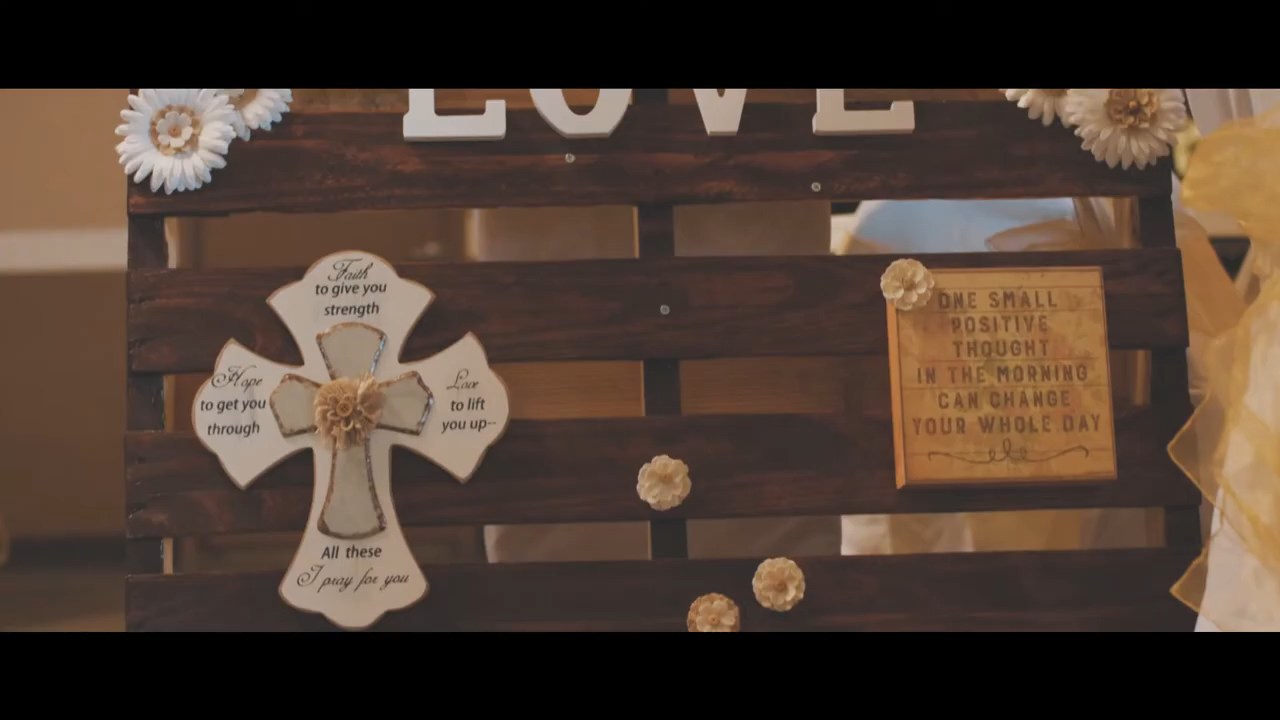 LOVE
Faith
to give you
strength
Hope
to get you
through
Love
to lift
you up--
All these
I pray for you
ONE SMALL
POSITIVE
THOUGHT
IN THE MORNING
CAN CHANGE
YOUR WHOLE DAY